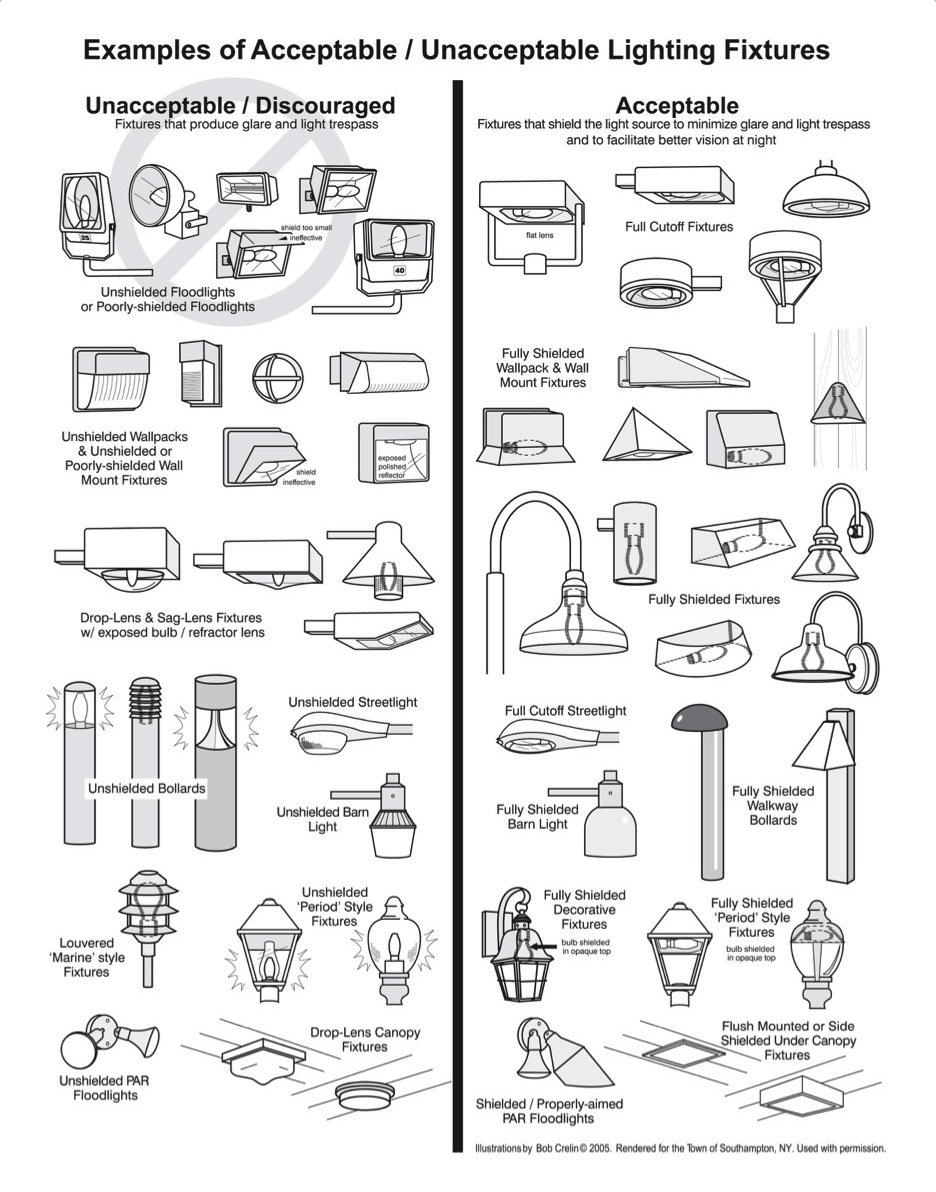 Examples of Acceptable / Unacceptable Lighting Fixtures
Unacceptable / Discouraged
Fixtures that produce glare and light trespass
25
shield too small
ineffective
40
Unshielded Floodlights
or Poorly-shielded Floodlights
Unshielded Wallpacks
& Unshielded or
Poorly-shielded Wall
Mount Fixtures
shield
ineffective
exposed
polished
reflector
Drop-Lens & Sag-Lens Fixtures
w/ exposed bulb / refractor lens
Unshielded Streetlight
Unshielded Bollards
Unshielded Barn
Light
Louvered
‘Marine’ style
Fixtures
Unshielded
‘Period’ Style
Fixtures
Drop-Lens Canopy
Fixtures
Unshielded PAR
Floodlights
Acceptable
Fixtures that shield the light source to minimize glare and light trespass
and to facilitate better vision at night
flat lens
Full Cutoff Fixtures
Fully Shielded
Wallpack & Wall
Mount Fixtures
Fully Shielded Fixtures
Full Cutoff Streetlight
Fully Shielded
Barn Light
Fully Shielded
Walkway
Bollards
Fully Shielded
Decorative
Fixtures
bulb shielded
in opaque top
Fully Shielded
‘Period’ Style
Fixtures
bulb shielded
in opaque top
Flush Mounted or Side
Shielded Under Canopy
Fixtures
Shielded / Properly-aimed
PAR Floodlights
Illustrations by Bob Crelin © 2005. Rendered for the Town of Southampton, NY. Used with permission.